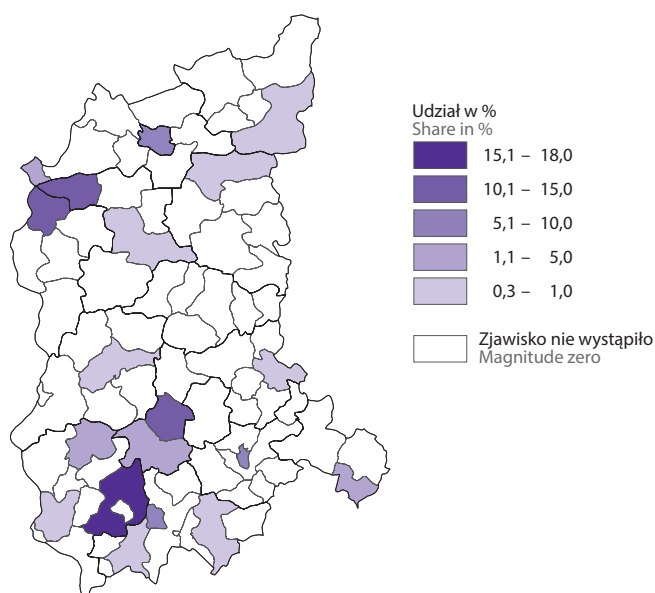 Udział w %
Share in %
15,1 – 18,0
10,1 – 15,0
5,1 – 10,0
1,1 – 5,0
0,3 – 1,0
Zjawisko nie wystąpiło
Magnitude zero